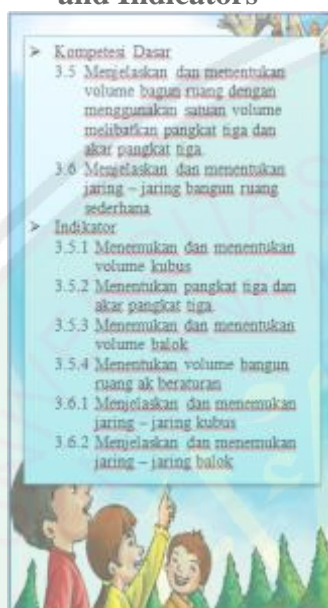 and Indicators"
➢ Kompetesi Dasar
3.5 Menjelaskan dan menentukan
volume bagun ruang dengan
menggunakan satuan volume
melibatkan pangkat tiga dan
akar pangkat tiga.
3.6 Menjelaskan dan menentukan
jaring – jaring bangun ruang
sederhana
➢ Indikator
3.5.1 Menemukan dan menentukan
volume kubus
3.5.2 Menentukan pangkat tiga dan
akar pangkat tiga.
3.5.3 Menemukan dan menentukan
volume balok
3.5.4 Menentukan volume bangun
ruang ak beraturan
3.6.1 Menjelaskan dan menemukan
jaring – jaring kubus
3.6.2 Menjelaskan dan menemukan
jaring – jaring balok